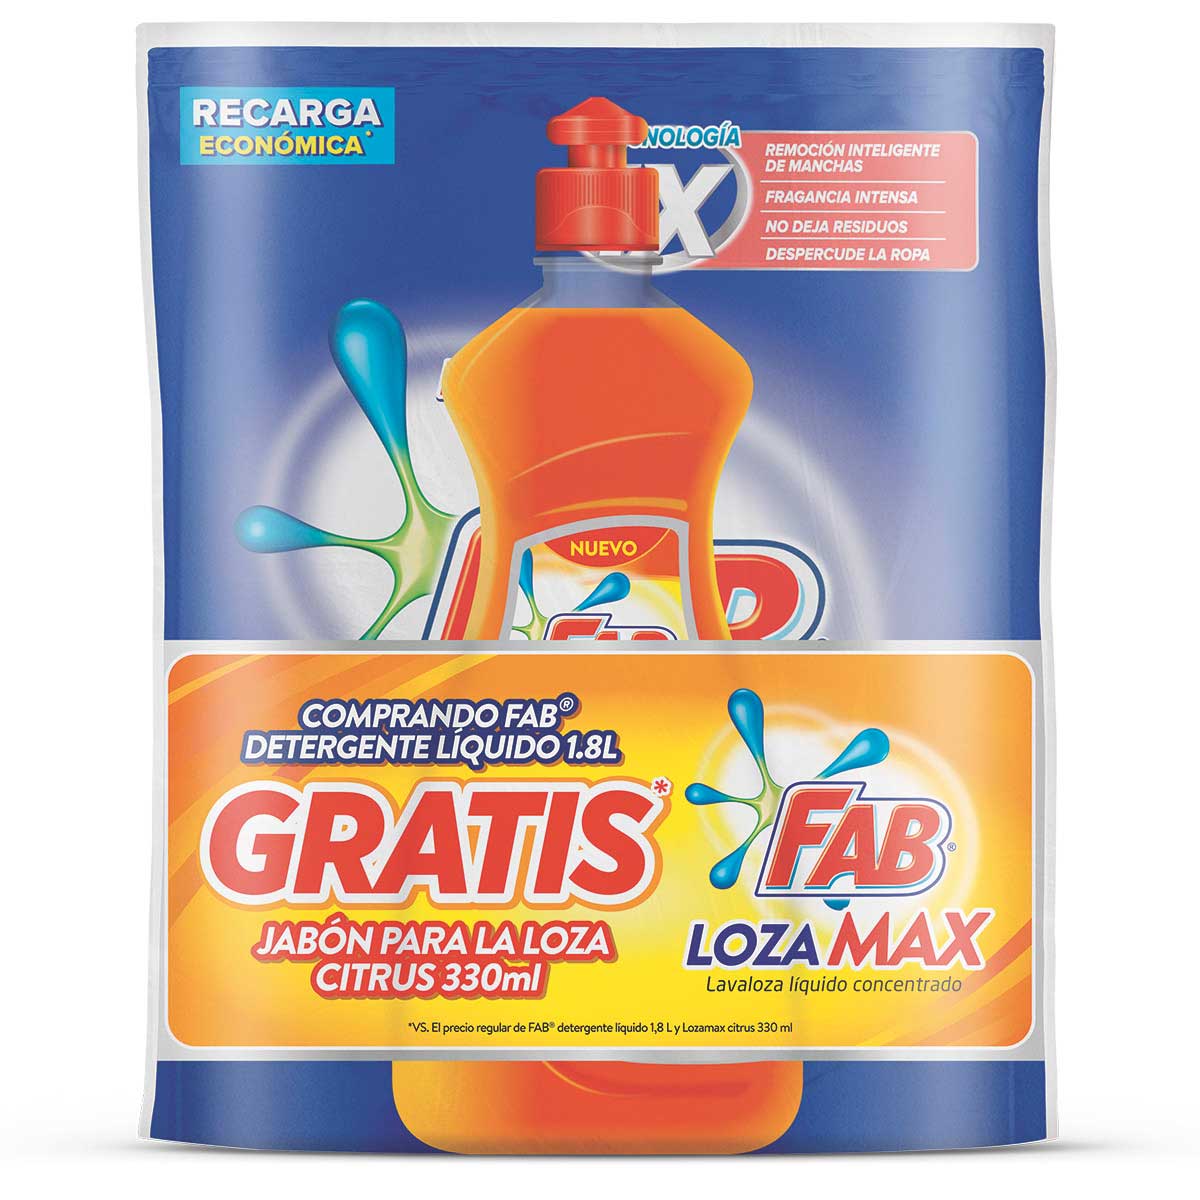 RECARGA
ECONÓMICA*
NOLOGÍA
X
REMOCIÓN INTELIGENTE
DE MANCHAS
FRAGANCIA INTENSA
NO DEJA RESIDUOS
DESPERCUDE LA ROPA
NUEVO
FAB
COMPRANDO FAB®
DETERGENTE LÍQUIDO 1.8L
GRATIS*
JABÓN PARA LA LOZA
CITRUS 330ml
FAB®
LOZA MAX
Lavaloza líquido concentrado
*VS. El precio regular de FAB® detergente líquido 1,8 L y Lozamax citrus 330 ml